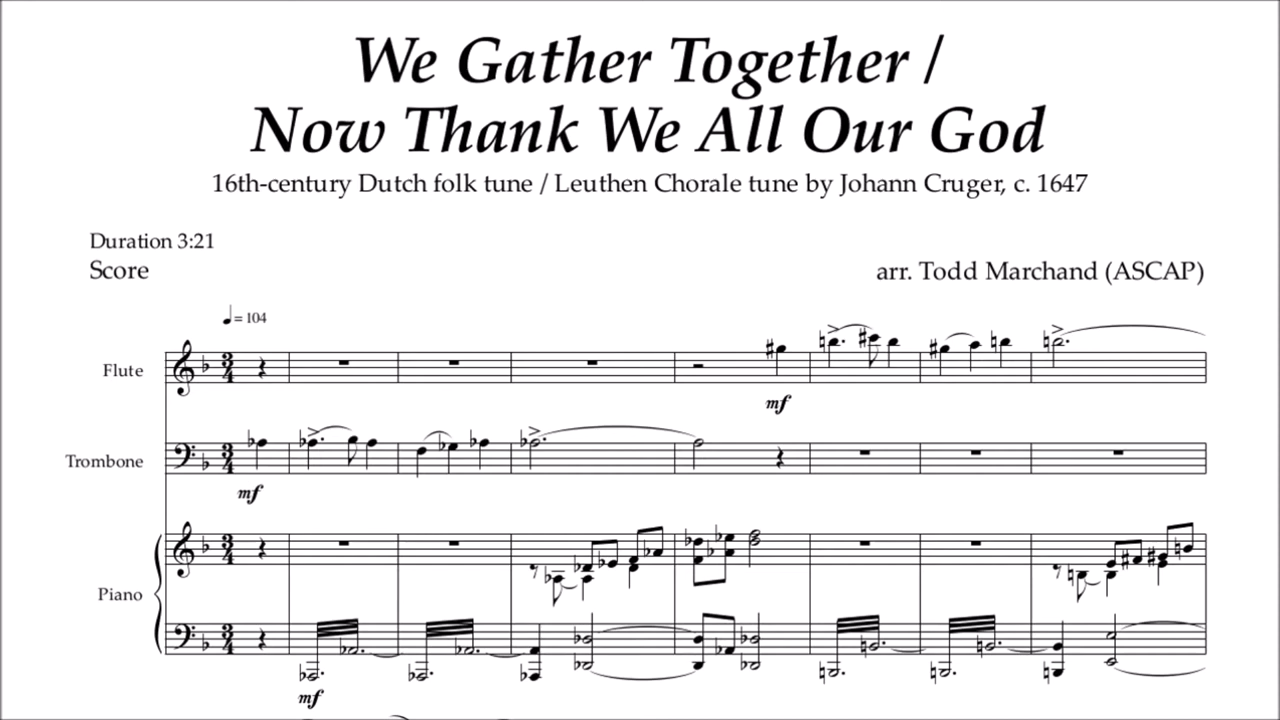 We Gather Together /
Now Thank We All Our God
16th-century Dutch folk tune / Leuthen Chorale tune by Johann Cruger, c. 1647
Duration 3:21
Score
arr. Todd Marchand (ASCAP)
♩ = 104
Flute
mf
Trombone
mf
Piano
mf